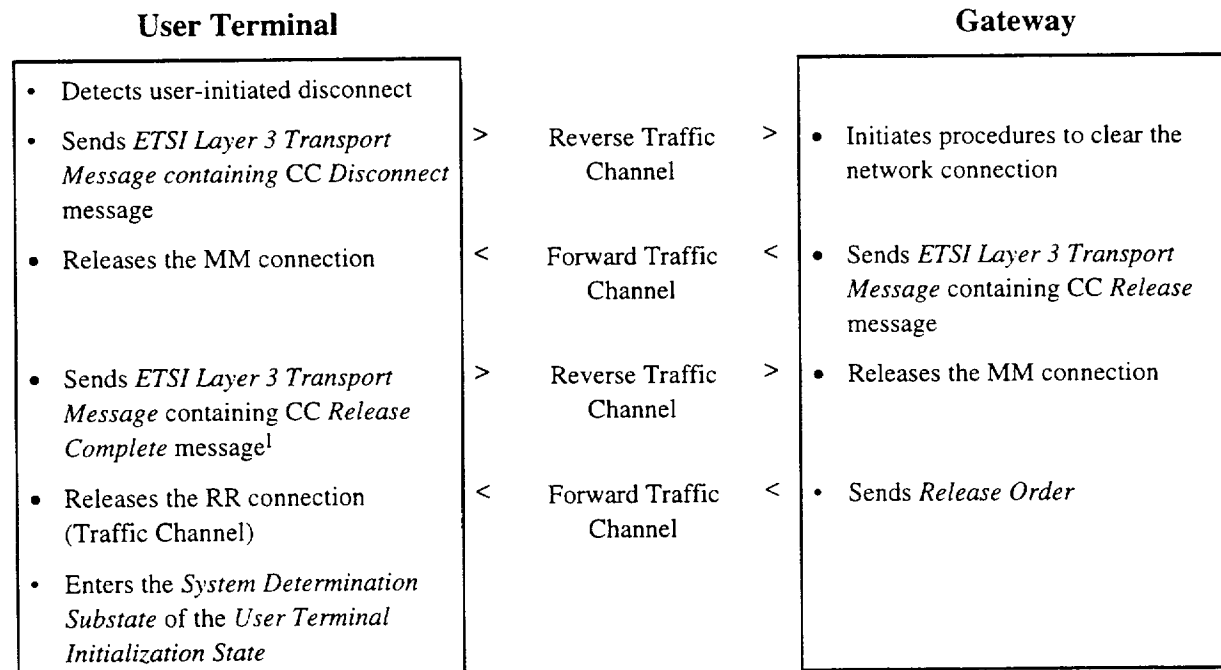 User Terminal
Gateway
• Detects user-initiated disconnect
• Sends ETSI Layer 3 Transport > Reverse Traffic > • Initiates procedures to clear the
Message containing CC Disconnect Channel network connection
message
• Releases the MM connection < Forward Traffic < • Sends ETSI Layer 3 Transport
Channel Message containing CC Release
message
• Sends ETSI Layer 3 Transport > Reverse Traffic > • Releases the MM connection
Message containing CC Release Channel
Complete message1
• Releases the RR connection < Forward Traffic < • Sends Release Order
(Traffic Channel) Channel
• Enters the System Determination
Substate of the User Terminal
Initialization State